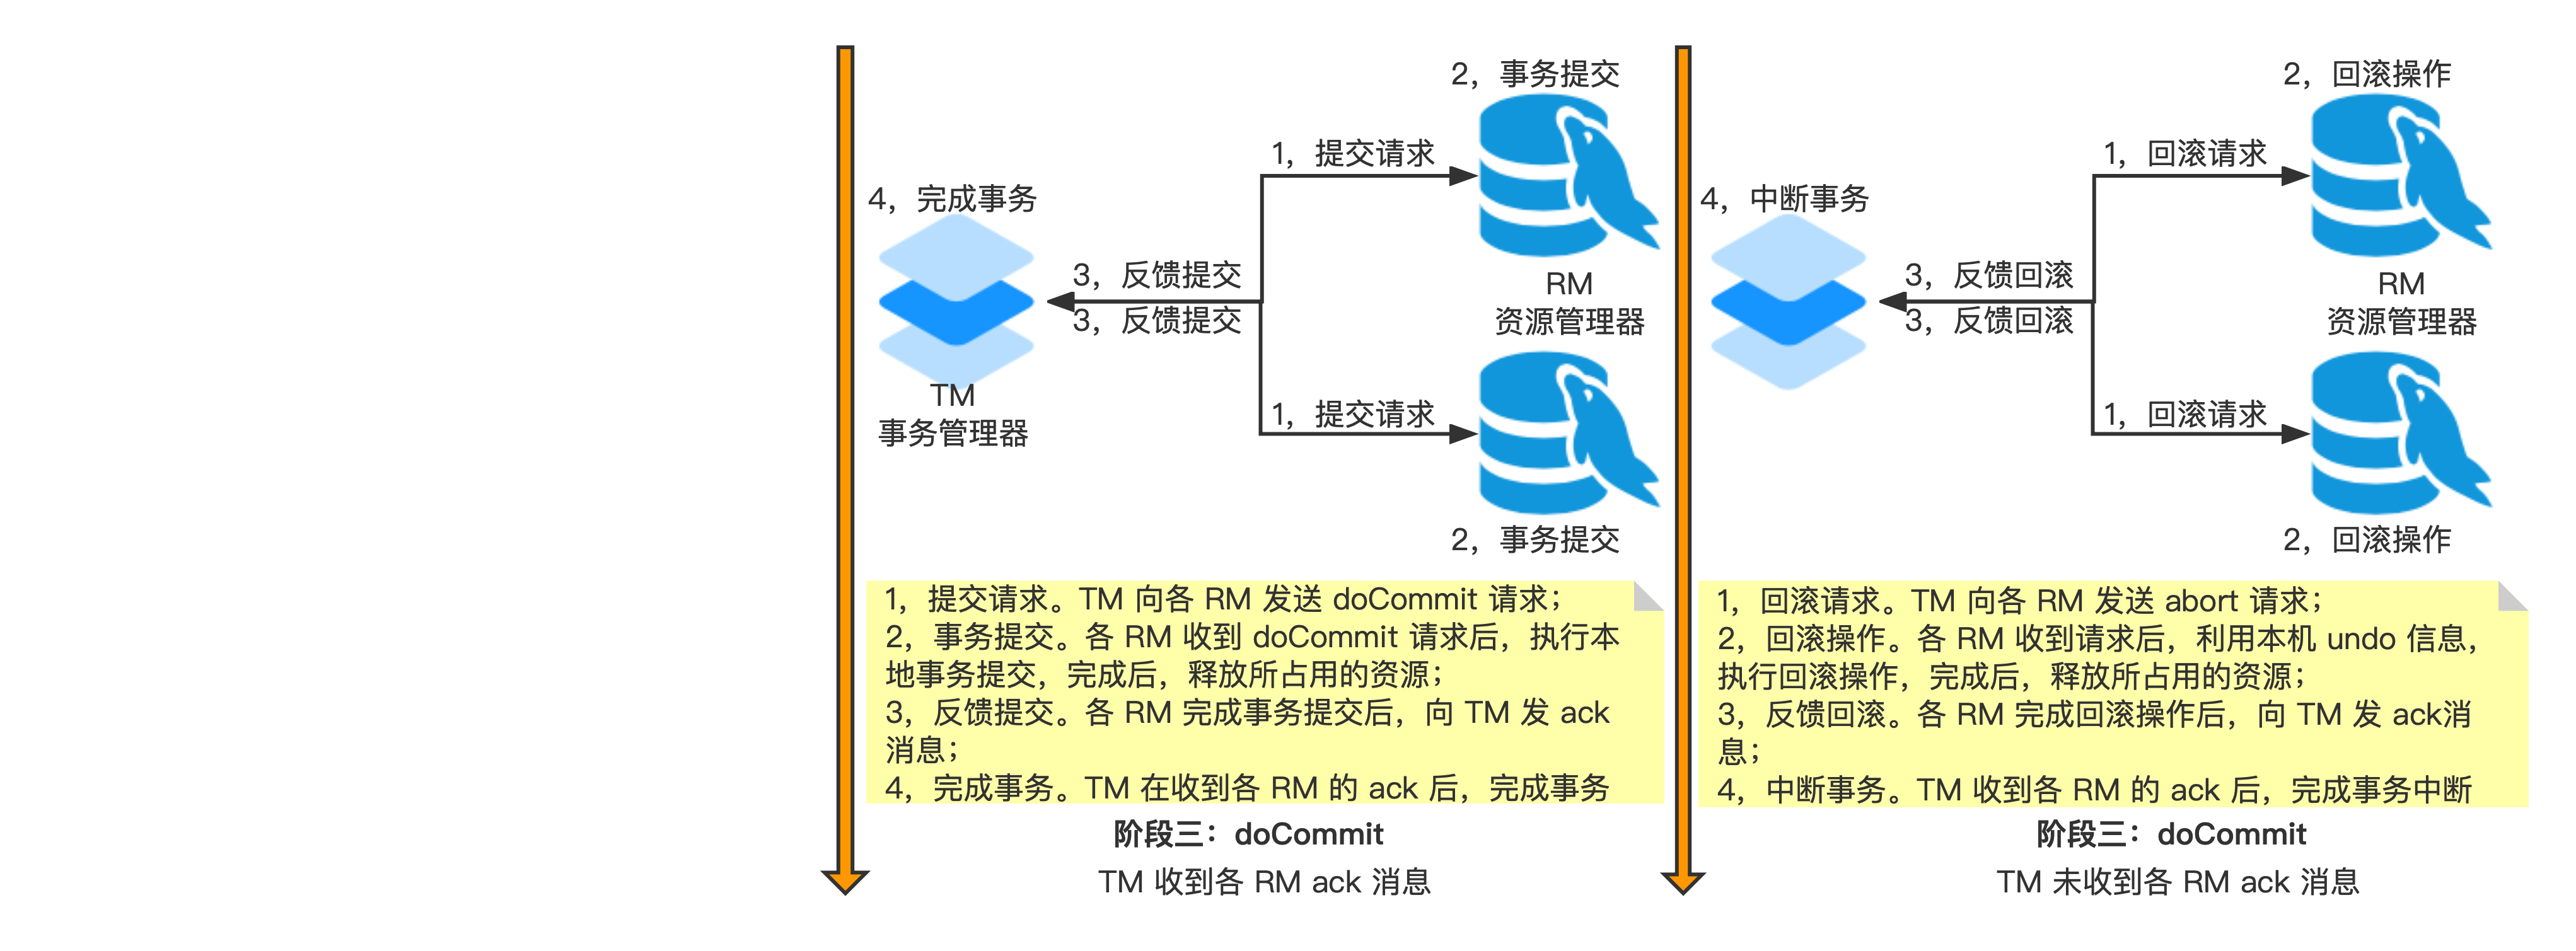 2，事务提交
1，提交请求
4，完成事务
3，反馈提交
3，反馈提交
RM
资源管理器
TM
事务管理器
1，提交请求
2，事务提交
1，提交请求。TM 向各 RM 发送 doCommit 请求；
2，事务提交。各 RM 收到 doCommit 请求后，执行本
地事务提交，完成后，释放所占用的资源；
3，反馈提交。各 RM 完成事务提交后，向 TM 发 ack
消息；
4，完成事务。TM 在收到各 RM 的 ack 后，完成事务
阶段三：doCommit
TM 收到各 RM ack 消息
2，回滚操作
1，回滚请求
4，中断事务
3，反馈回滚
3，反馈回滚
RM
资源管理器
1，回滚请求
2，回滚操作
1，回滚请求。TM 向各 RM 发送 abort 请求；
2，回滚操作。各 RM 收到请求后，利用本机 undo 信息，
执行回滚操作，完成后，释放所占用的资源；
3，反馈回滚。各 RM 完成回滚操作后，向 TM 发 ack消
息；
4，中断事务。TM 收到各 RM 的 ack 后，完成事务中断
阶段三：doCommit
TM 未收到各 RM ack 消息